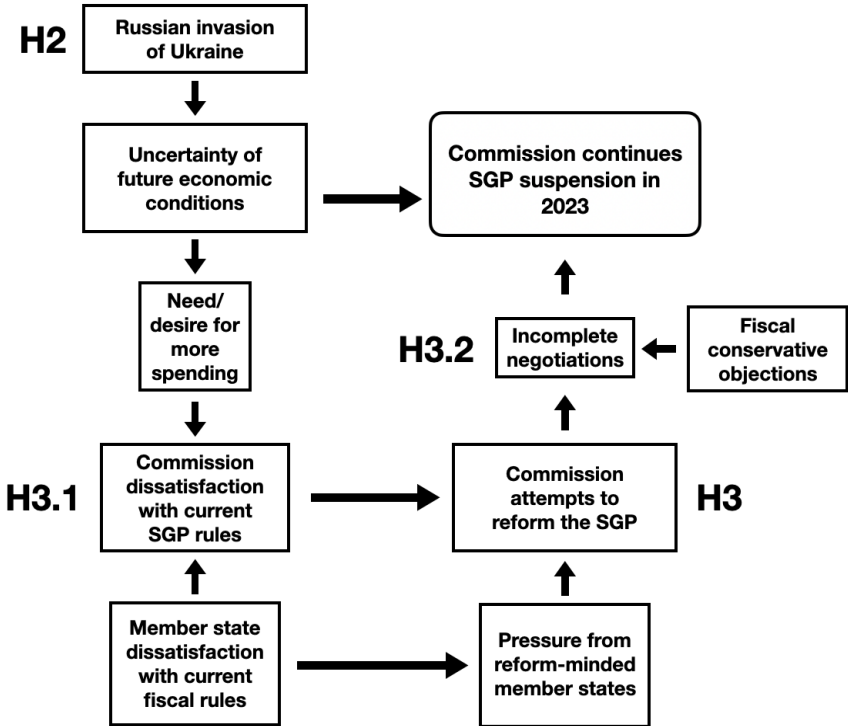 H2
Russian invasion
of Ukraine
Uncertainty of
future economic
conditions
Commission continues
SGP suspension in
2023
Need/
desire for
more
spending
H3.2
Incomplete
negotiations
Fiscal
conservative
objections
H3.1
Commission
dissatisfaction
with current
SGP rules
Commission
attempts to
reform the SGP
H3
Member state
dissatisfaction
with current
fiscal rules
Pressure from
reform-minded
member states